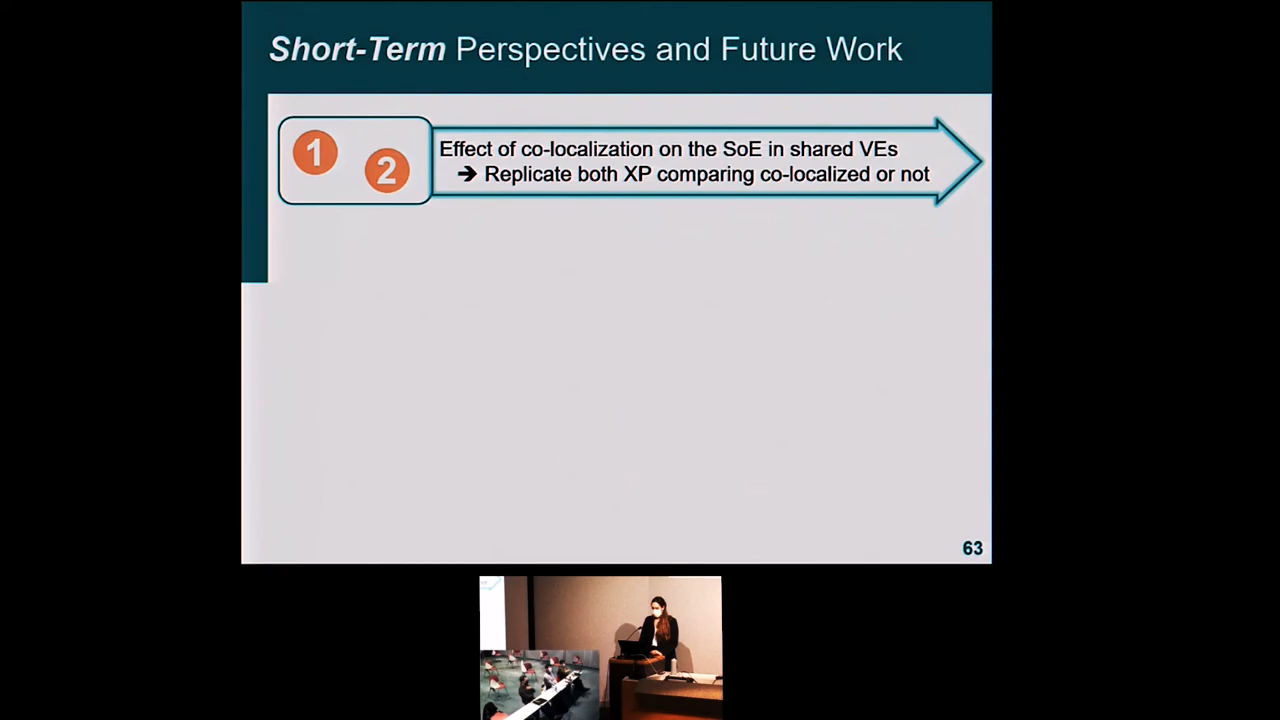 Short-Term Perspectives and Future Work
1
2
Effect of co-localization on the SoE in shared VEs
➔ Replicate both XP comparing co-localized or not
63